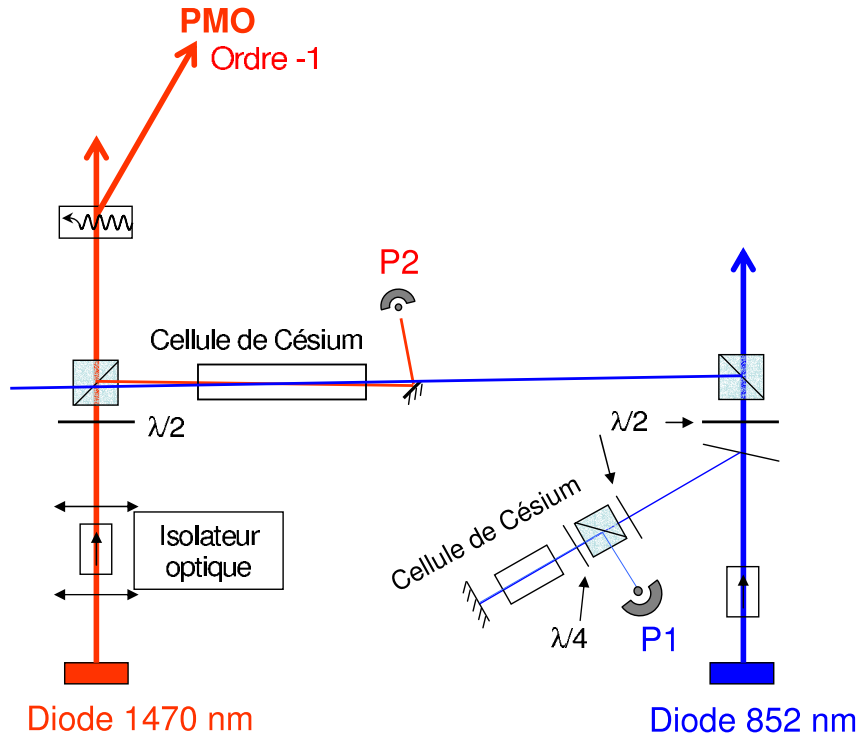 PMO
Ordre -1
P2
Cellule de Césium
λ/2
λ/2
Cellule de Césium
Isolateur
optique
λ/4
P1
Diode 1470 nm
Diode 852 nm